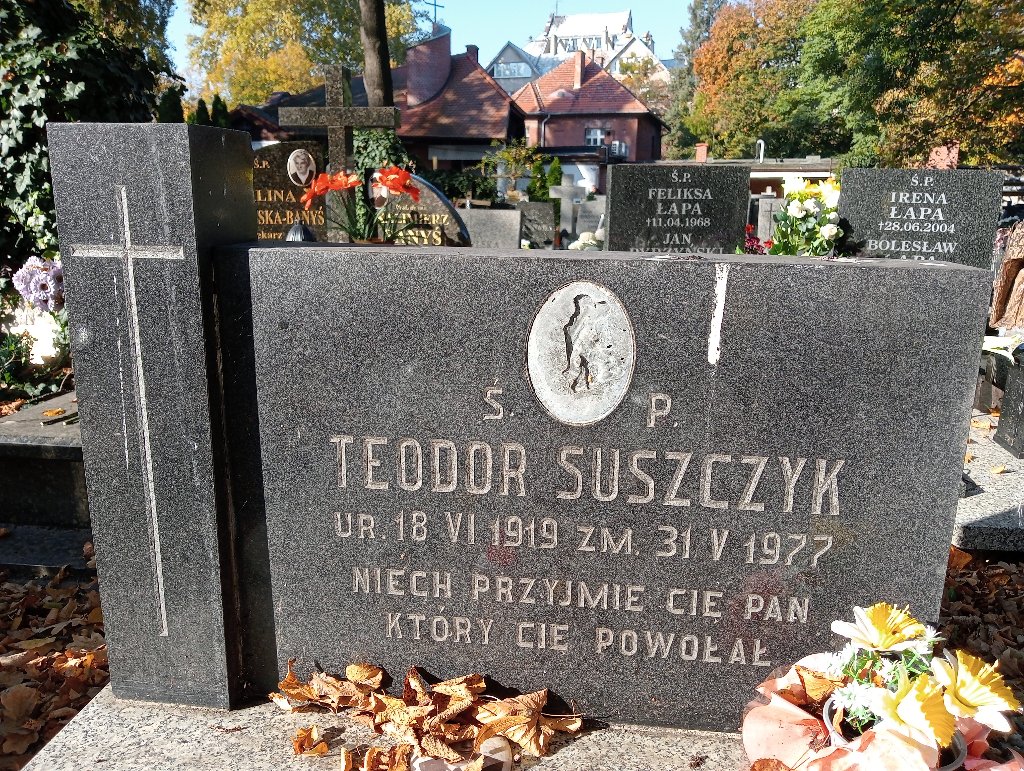 Ś.P.
FELIKSA
ŁAPA
†11.04.1968
JAN
Ś.P.
IRENA
ŁAPA
†28.06.2004
BOLESŁAW
Ś. P.
TEODOR SUSZCZYK
UR. 18 VI 1919 ZM. 31 V 1977
NIECH PRZYJMIE CIĘ PAN
KTÓRY CIE POWOŁAŁ